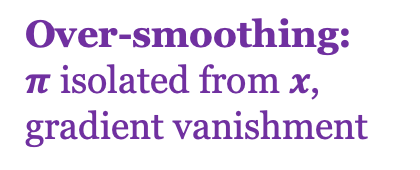 Over-smoothing:
π isolated from x,
gradient vanishment